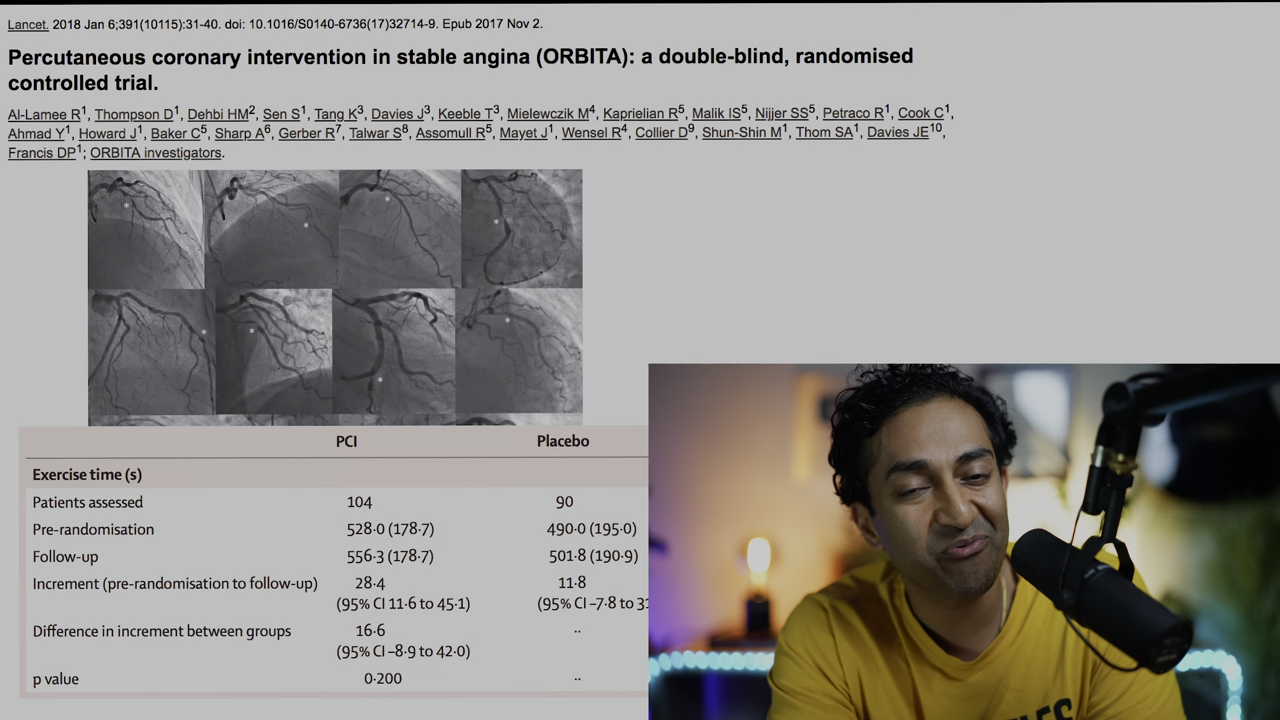 Lancet. 2018 Jan 6;391(10115):31-40. doi: 10.1016/S0140-6736(17)32714-9. Epub 2017 Nov 2.
Percutaneous coronary intervention in stable angina (ORBITA): a double-blind, randomised
controlled trial.
Al-Lamee R1, Thompson D1, Dehbi HM2, Sen S1, Tang K3, Davies J3, Keeble T3, Mielewczik M4, Kaprielian R5, Malik IS5, Nijjer SS5, Petraco R1, Cook C1,
Ahmad Y1, Howard J1, Baker C5, Sharp A6, Gerber R7, Talwar S8, Assomull R5, Mayet J1, Wensel R4, Collier D9, Shun-Shin M1, Thom SA1, Davies JE10,
Francis DP1; ORBITA investigators.
PCI Placebo
Exercise time (s)
Patients assessed 104 90
Pre-randomisation 528·0 (178·7) 490·0 (195·0)
Follow-up 556·3 (178·7) 501·8 (190·9)
Increment (pre-randomisation to follow-up) 28·4 11·8
(95% CI 11·6 to 45·1) (95% CI –7·8 to
Difference in increment between groups 16·6 ··
(95% CI –8·9 to 42·0)
p value 0·200 ··